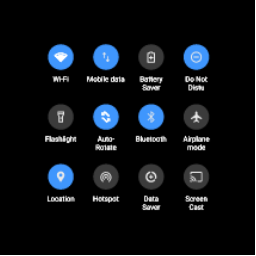 Wi-Fi Mobile data Battery Do Not
Saver Distu
Flashlight Auto- Bluetooth Airplane
Rotate mode
Location Hotspot Data Screen
Saver Cast